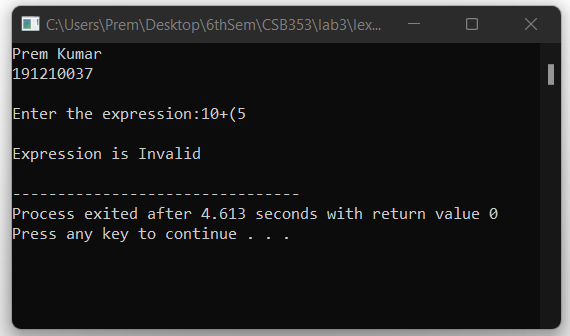 C:\Users\Prem\Desktop\6thSem\CSB353\lab3\lex...
Prem Kumar
191210037
Enter the expression:10+(5
Expression is Invalid
--------------------------------
Process exited after 4.613 seconds with return value 0
Press any key to continue . . .